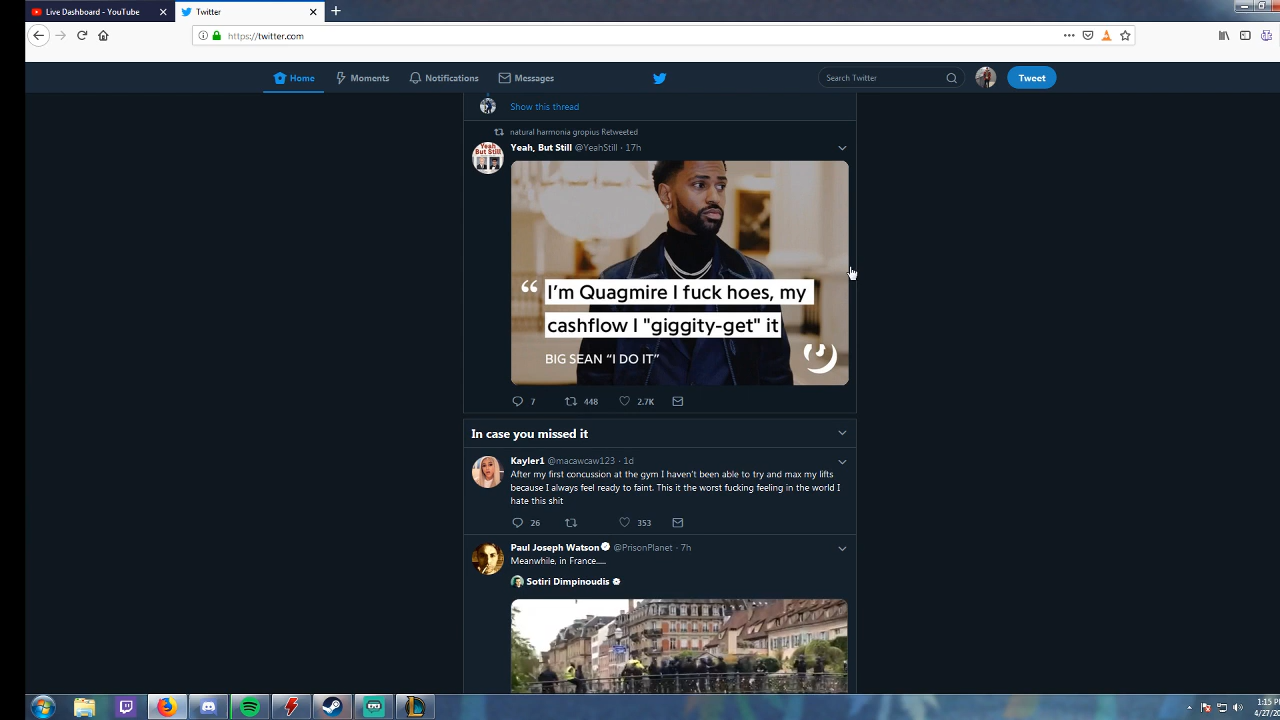 Live Dashboard - YouTube
Twitter
https://twitter.com
Home
Moments
Notifications
Messages
Search Twitter
Tweet
Show this thread
natural harmonia gropius Retweeted
Yeah, But Still @YeahStill · 17h
Yeah
But Still
“ I'm Quagmire I fuck hoes, my
cashflow I "giggity-get" it
BIG SEAN “I DO IT”
7 448 2.7K
In case you missed it
Kayler1 @macawcaw123 · 1d
After my first concussion at the gym I haven't been able to try and max my lifts
because I always feel ready to faint. This it the worst fucking feeling in the world I
hate this shit
26 353
Paul Joseph Watson @PrisonPlanet · 7h
Meanwhile, in France.....
Sotiri Dimpinoudis
1:15 PM
4/27/20